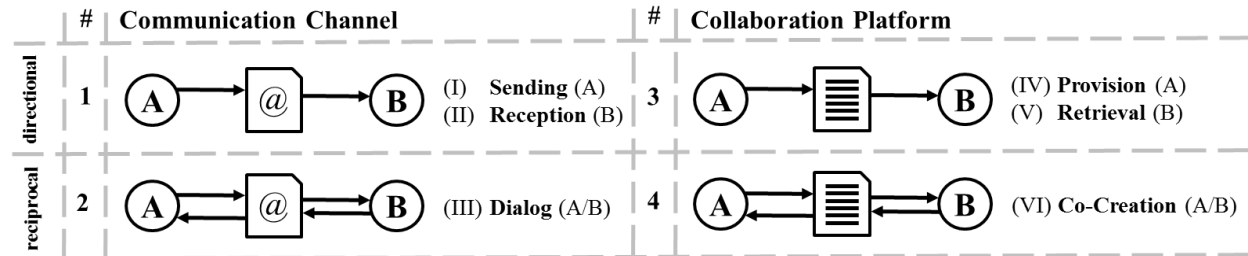 # Communication Channel # Collaboration Platform
directional 1 A @ B (I) Sending (A) 3 A B (IV) Provision (A)
(II) Reception (B) (V) Retrieval (B)
reciprocal 2 A @ B (III) Dialog (A/B) 4 A B (VI) Co-Creation (A/B)